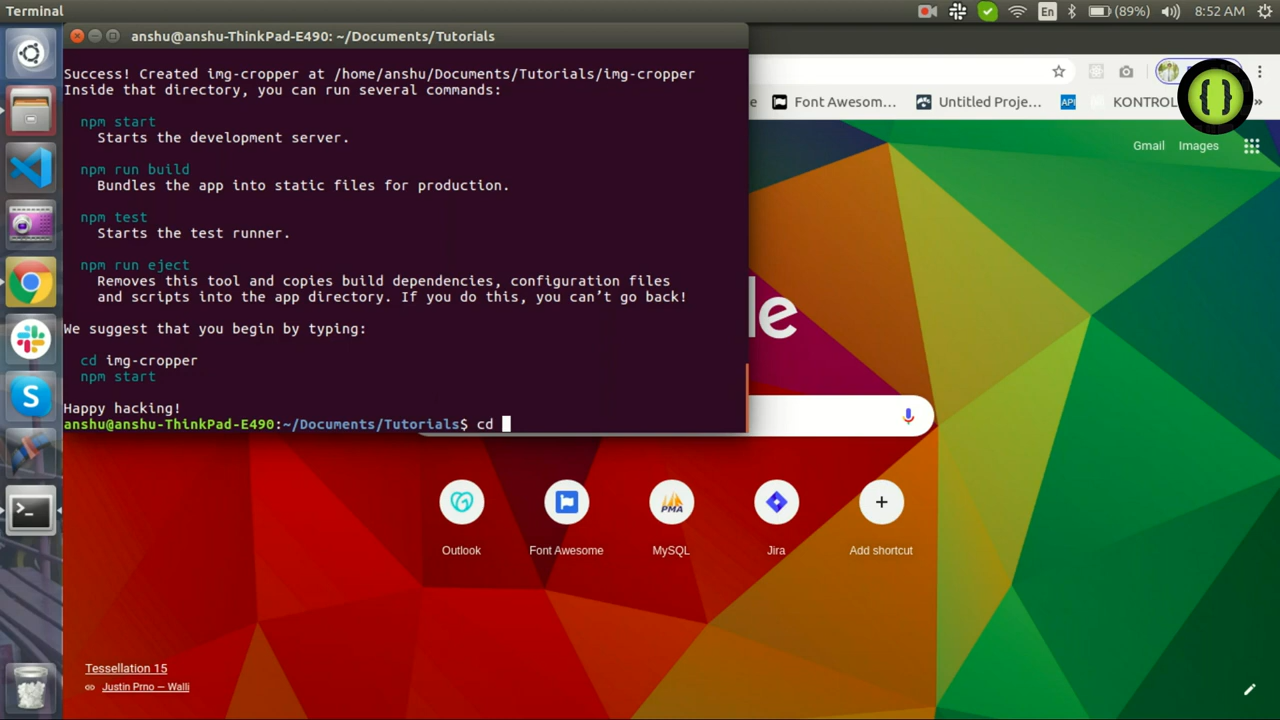 Terminal
En
(89%)
8:52 AM
anshu@anshu-ThinkPad-E490: ~/Documents/Tutorials
Success! Created img-cropper at /home/anshu/Documents/Tutorials/img-cropper
Inside that directory, you can run several commands:
npm start
Starts the development server.
npm run build
Bundles the app into static files for production.
npm test
Starts the test runner.
npm run eject
Removes this tool and copies build dependencies, configuration files
and scripts into the app directory. If you do this, you can’t go back!
We suggest that you begin by typing:
cd img-cropper
npm start
Happy hacking!
anshu@anshu-ThinkPad-E490:~/Documents/Tutorials$ cd
Font Awesom…
Untitled Proje…
API
KONTROL
»
Gmail
Images
le
PMA
Outlook
Font Awesome
MySQL
Jira
Add shortcut
Tessellation 15
Justin Prno — Walli